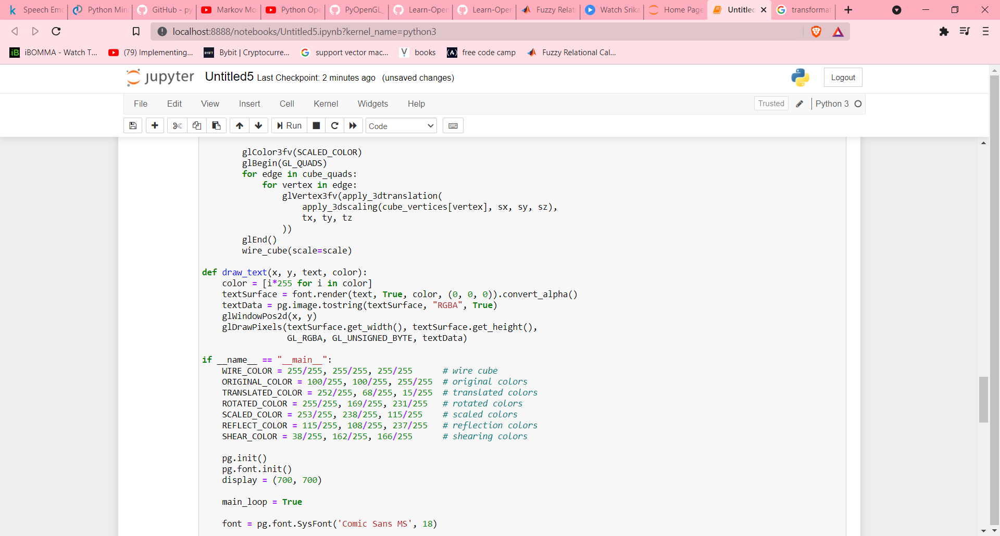 Speech Emo
Python Mini
GitHub - py
Markov Mo
Python Ope
PyOpenGL_
Learn-Open
Learn-Open
Fuzzy Relati
Watch Srika
Home Page
Untitled
transformat
localhost:8888/notebooks/Untitled5.ipynb?kernel_name=python3
iBOMMA - Watch T...
(79) Implementing...
Bybit | Cryptocurre...
support vector mac...
books
free code camp
Fuzzy Relational Cal...
jupyter Untitled5 Last Checkpoint: 2 minutes ago (unsaved changes)
Logout
File Edit View Insert Cell Kernel Widgets Help
Trusted
Python 3
Run
Code
        glColor3fv(SCALED_COLOR)
        glBegin(GL_QUADS)
        for edge in cube_quads:
            for vertex in edge:
                glVertex3fv(apply_3dtranslation(
                    apply_3dscaling(cube_vertices[vertex], sx, sy, sz),
                    tx, ty, tz
                ))
        glEnd()
        wire_cube(scale=scale)
def draw_text(x, y, text, color):
    color = [i*255 for i in color]
    textSurface = font.render(text, True, color, (0, 0, 0)).convert_alpha()
    textData = pg.image.tostring(textSurface, "RGBA", True)
    glWindowPos2d(x, y)
    glDrawPixels(textSurface.get_width(), textSurface.get_height(),
                 GL_RGBA, GL_UNSIGNED_BYTE, textData)
if __name__ == "__main__":
    WIRE_COLOR = 255/255, 255/255, 255/255      # wire cube
    ORIGINAL_COLOR = 100/255, 100/255, 255/255  # original colors
    TRANSLATED_COLOR = 252/255, 68/255, 15/255  # translated colors
    ROTATED_COLOR = 255/255, 169/255, 231/255   # rotated colors
    SCALED_COLOR = 253/255, 238/255, 115/255    # scaled colors
    REFLECT_COLOR = 115/255, 108/255, 237/255   # reflection colors
    SHEAR_COLOR = 38/255, 162/255, 166/255      # shearing colors
    pg.init()
    pg.font.init()
    display = (700, 700)
    main_loop = True
    font = pg.font.SysFont('Comic Sans MS', 18)